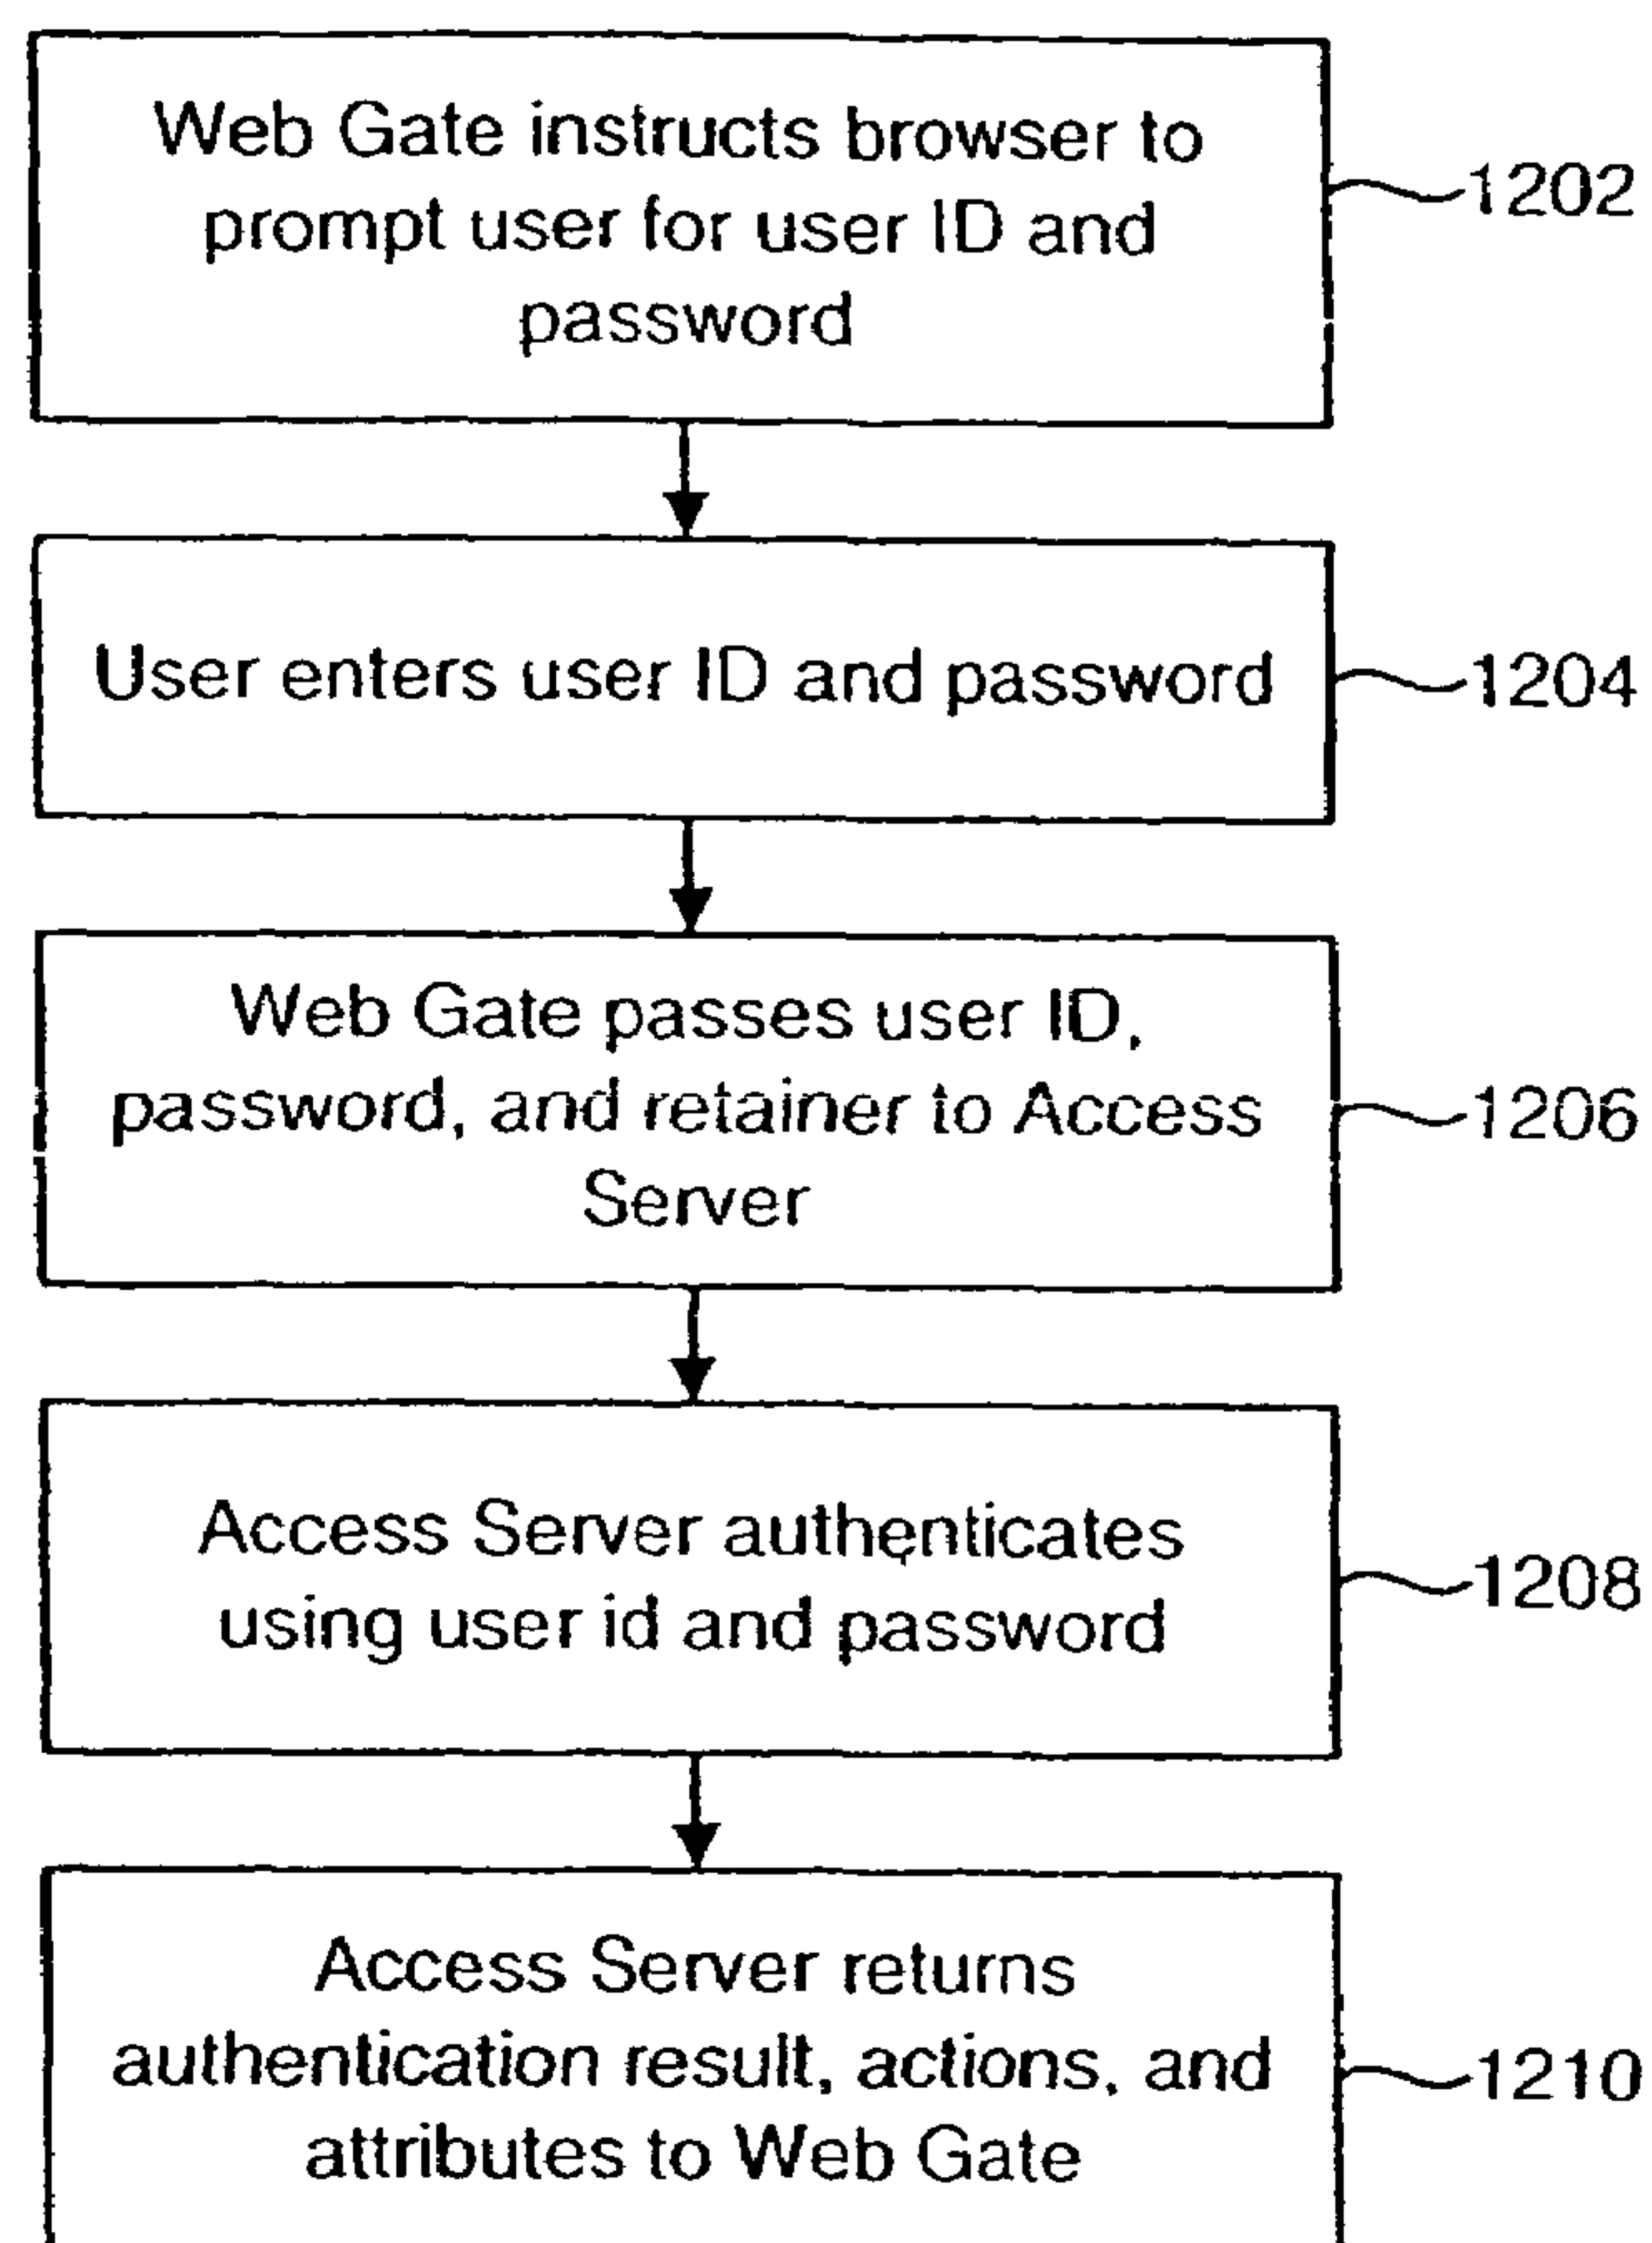 Web Gate instructs browser to
prompt user for user ID and
password
1202
User enters user ID and password
1204
Web Gate passes user ID,
password, and retainer to Access
Server
1206
Access Server authenticates
using user id and password
1208
Access Server returns
authentication result, actions, and
attributes to Web Gate
1210